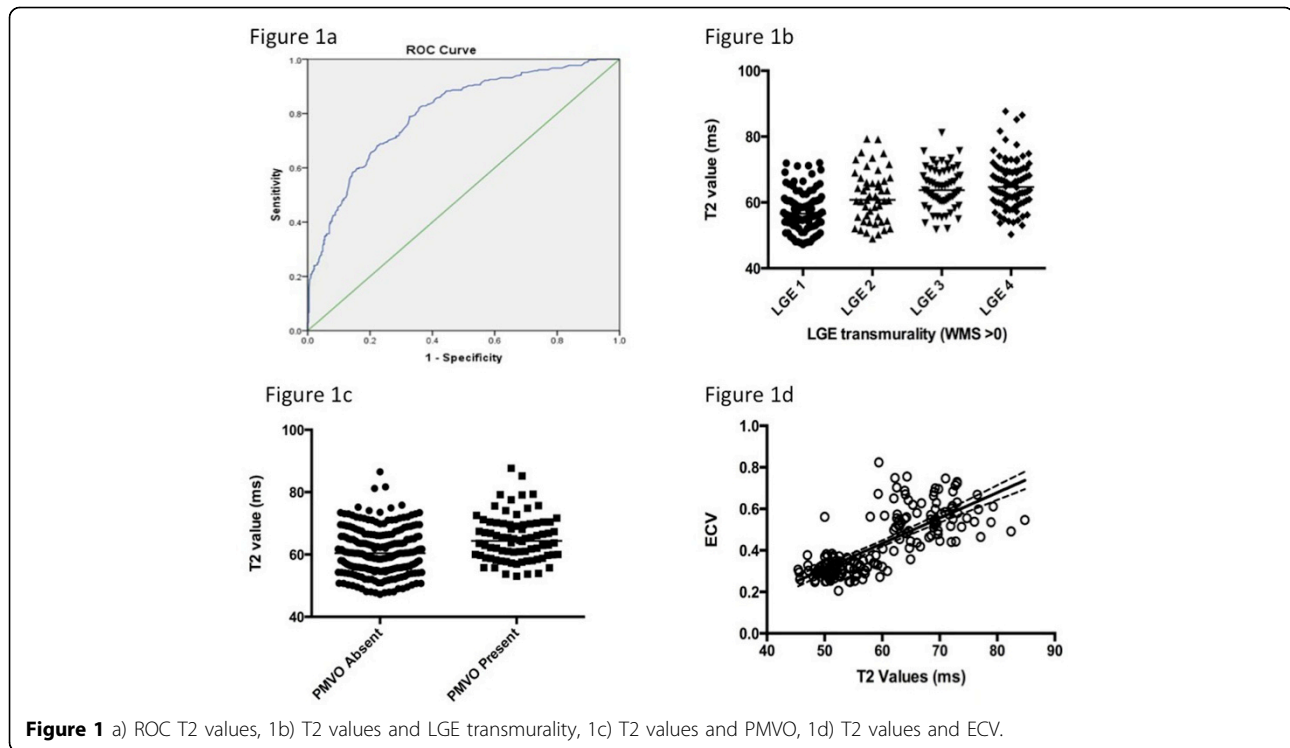 Figure 1a
ROC Curve
1.0
0.8
0.6
0.4
0.2
0.0
Sensitivity
0.0 0.2 0.4 0.6 0.8 1.0
1 - Specificity
Figure 1b
100
80
60
40
T2 value (ms)
LGE 1 LGE 2 LGE 3 LGE 4
LGE transmurality (WMS >0)
Figure 1c
100
80
60
40
T2 value (ms)
PMVO Absent PMVO Present
Figure 1d
1.0
0.8
0.6
0.4
0.2
0.0
ECV
40 50 60 70 80 90
T2 Values (ms)
Figure 1 a) ROC T2 values, 1b) T2 values and LGE transmurality, 1c) T2 values and PMVO, 1d) T2 values and ECV.